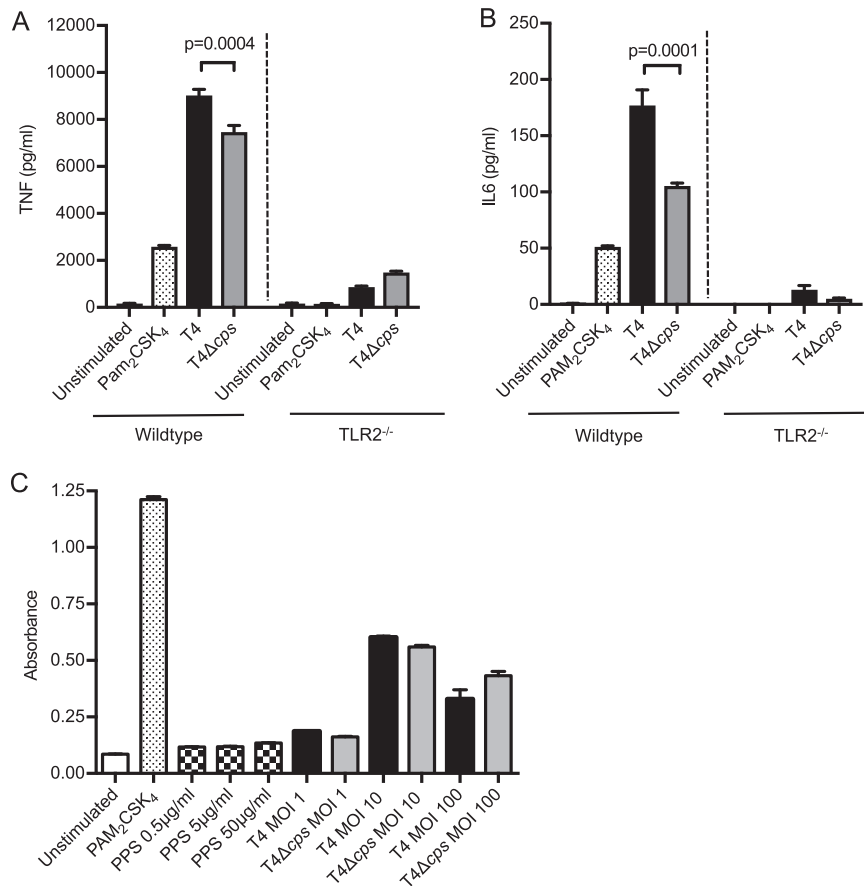 A
TNF (pg/ml)
12000
10000
8000
6000
4000
2000
0
p=0.0004
Unstimulated
Pam₂CSK₄
T4
T4Δcps
Unstimulated
Pam₂CSK₄
T4
T4Δcps
Wildtype
TLR2⁻/⁻
B
IL6 (pg/ml)
250
200
150
100
50
0
p=0.0001
Unstimulated
PAM₂CSK₄
T4
T4Δcps
Unstimulated
PAM₂CSK₄
T4
T4Δcps
Wildtype
TLR2⁻/⁻
C
Absorbance
1.25
1.00
0.75
0.50
0.25
0.00
Unstimulated
PAM₂CSK₄
PPS 0.5µg/ml
PPS 5µg/ml
PPS 50µg/ml
T4 MOI 1
T4Δcps MOI 1
T4 MOI 10
T4Δcps MOI 10
T4 MOI 100
T4Δcps MOI 100